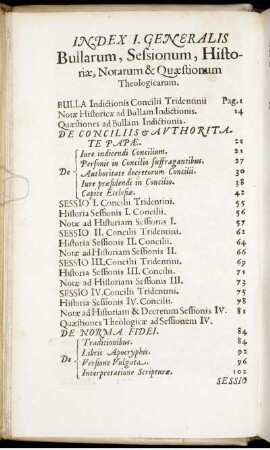 INDEX I. GENERALIS
Bullarum, Sessionum, Histo-
riæ, Notarum & Quæstionum
Theologicarum.
BULLA Indictionis Concilii Tridentini Pag. 1
Notæ Historicæ ad Bullam Indictionis. 14
Quæstiones ad Bullam Indictionis.
DE CONCILIIS & AVTHORITA-
TE PAPÆ. 21
Iure indicendi Concilium. 21
Personis in Concilio suffragantibus. 27
De Authoritate decretorum Concilii. 30
Iure præsidendi in Concilio. 38
Capite Ecclesiæ. 45
SESSIO I. Concilii Tridentini. 55
Historia Sessionis I. Concilii. 56
Notæ ad Historiam Sessionis I. 57
SESSIO II. Concilii Tridentini. 62
Historia Sessionis II. Concilii. 64
Notæ ad Historiam Sessionis II. 66
SESSIO III. Concilii Tridentini. 69
Historia Sessionis III. Concilii. 71
Notæ ad Historiam Sessionis III. 73
SESSIO IV. Concilii Tridentini. 75
Historia Sessionis IV. Concilii. 78
Notæ ad Historiam & Decretum Sessionis IV. 81
Quæstiones Theologicæ ad Sessionem IV.
DE NORMA FIDEI. 84
Traditionibus. 84
Libris Apocryphis. 92
De Versione Vulgata. 96
Interpretatione Scripturæ. 102
SESSIO